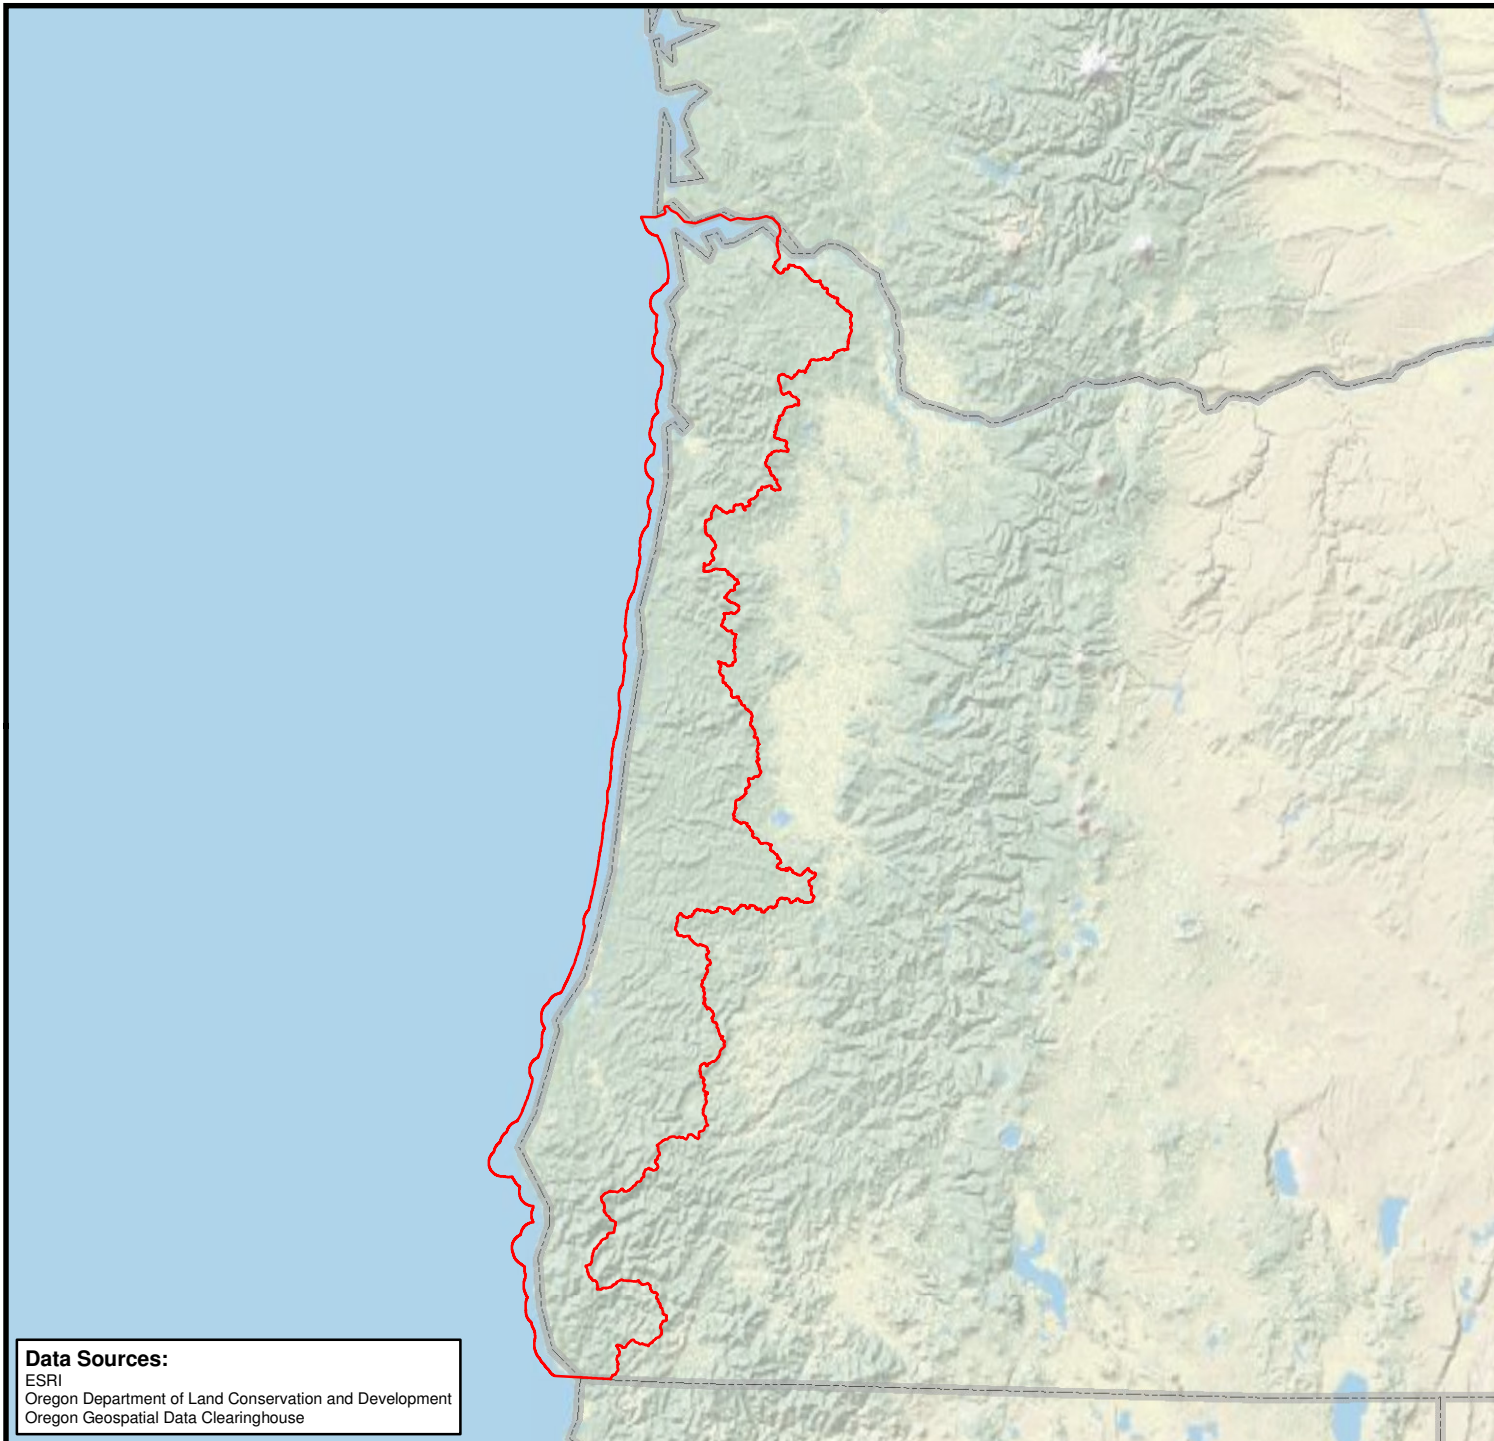 Data Sources:
ESRI
Oregon Department of Land Conservation and Development
Oregon Geospatial Data Clearinghouse